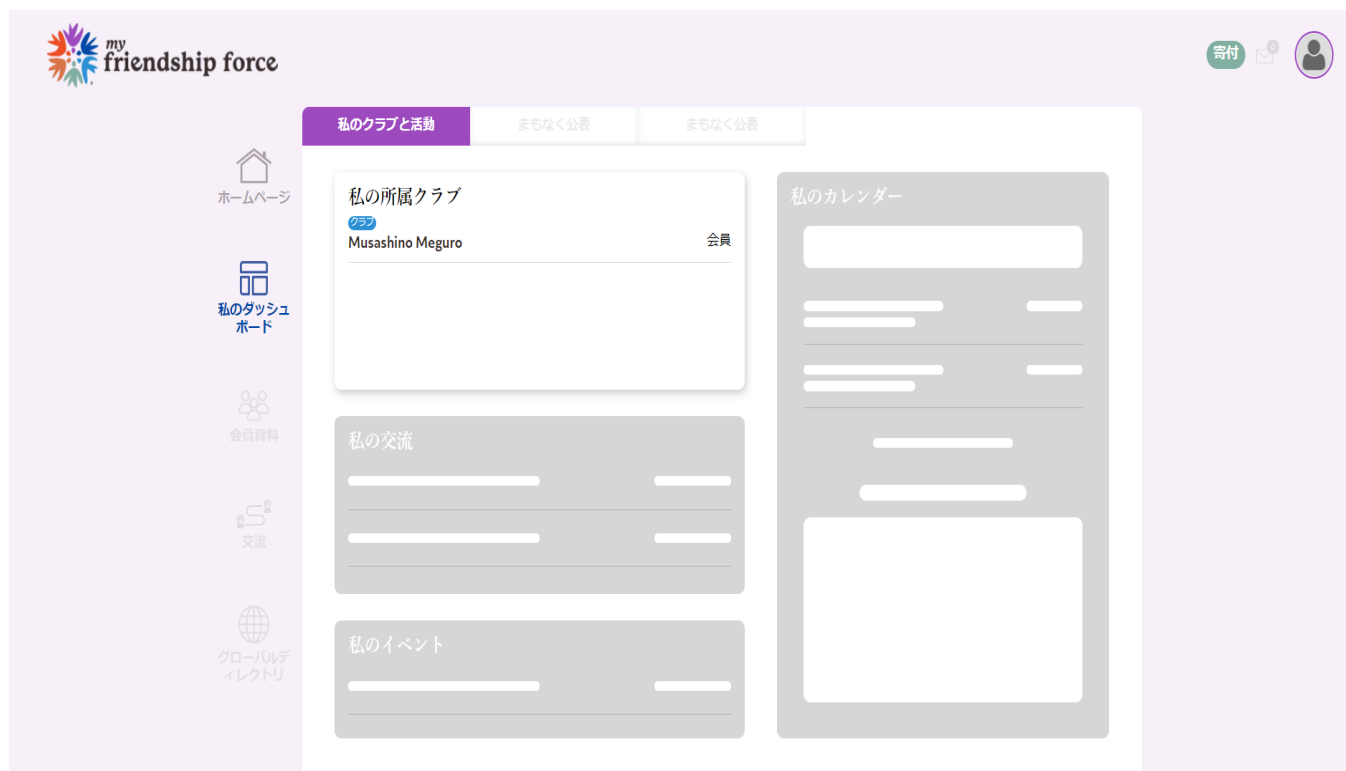 my
friendship force
寄付
0
私のクラブと活動
まもなく公表
まもなく公表
ホームページ
私のダッシュ
ボード
会員資料
交流
グローバルデ
ィレクトリ
私の所属クラブ
クラブ
Musashino Meguro
会員
私の交流
私のイベント
私のカレンダー